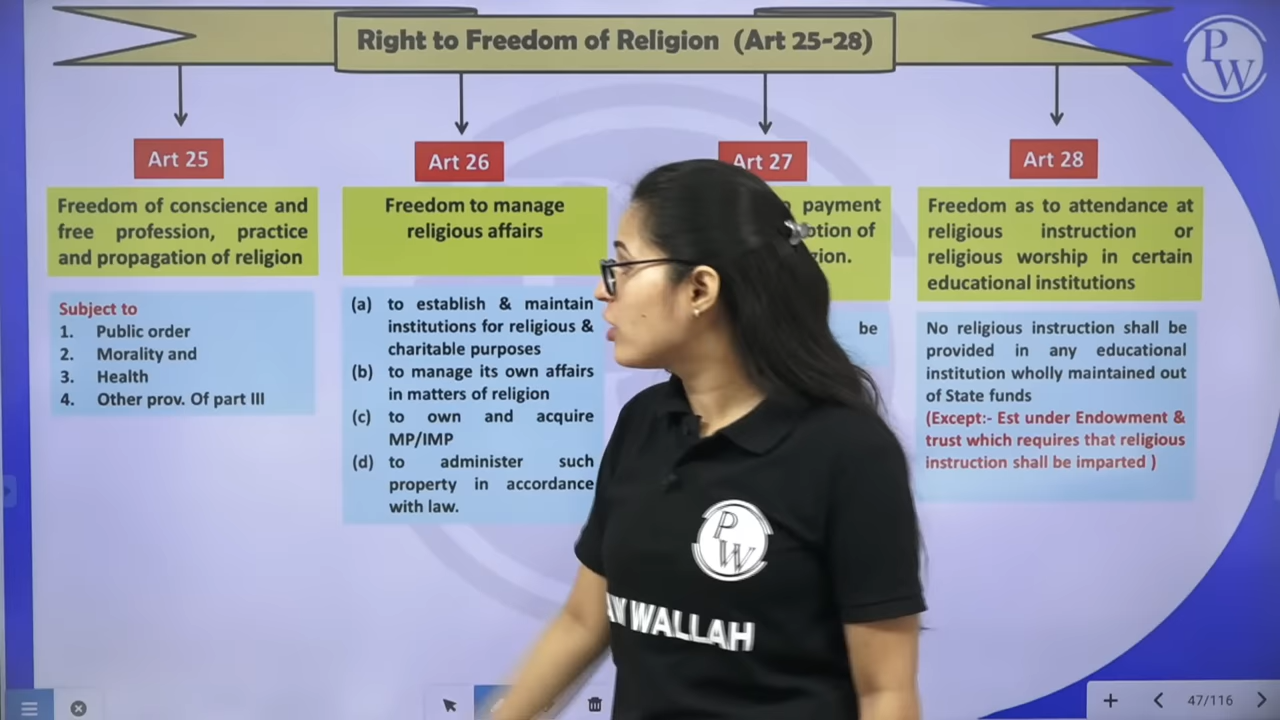 Right to Freedom of Religion (Art 25-28)
PW
Art 25
Freedom of conscience and
free profession, practice
and propagation of religion
Subject to
1. Public order
2. Morality and
3. Health
4. Other prov. Of part III
Art 26
Freedom to manage
religious affairs
(a) to establish & maintain
institutions for religious &
charitable purposes
(b) to manage its own affairs
in matters of religion
(c) to own and acquire
MP/IMP
(d) to administer such
property in accordance
with law.
Art 27
payment
of
be
Art 28
Freedom as to attendance at
religious instruction or
religious worship in certain
educational institutions
No religious instruction shall be
provided in any educational
institution wholly maintained out
of State funds
(Except:- Est under Endowment &
trust which requires that religious
instruction shall be imparted )
PW
WALLAH
47/116